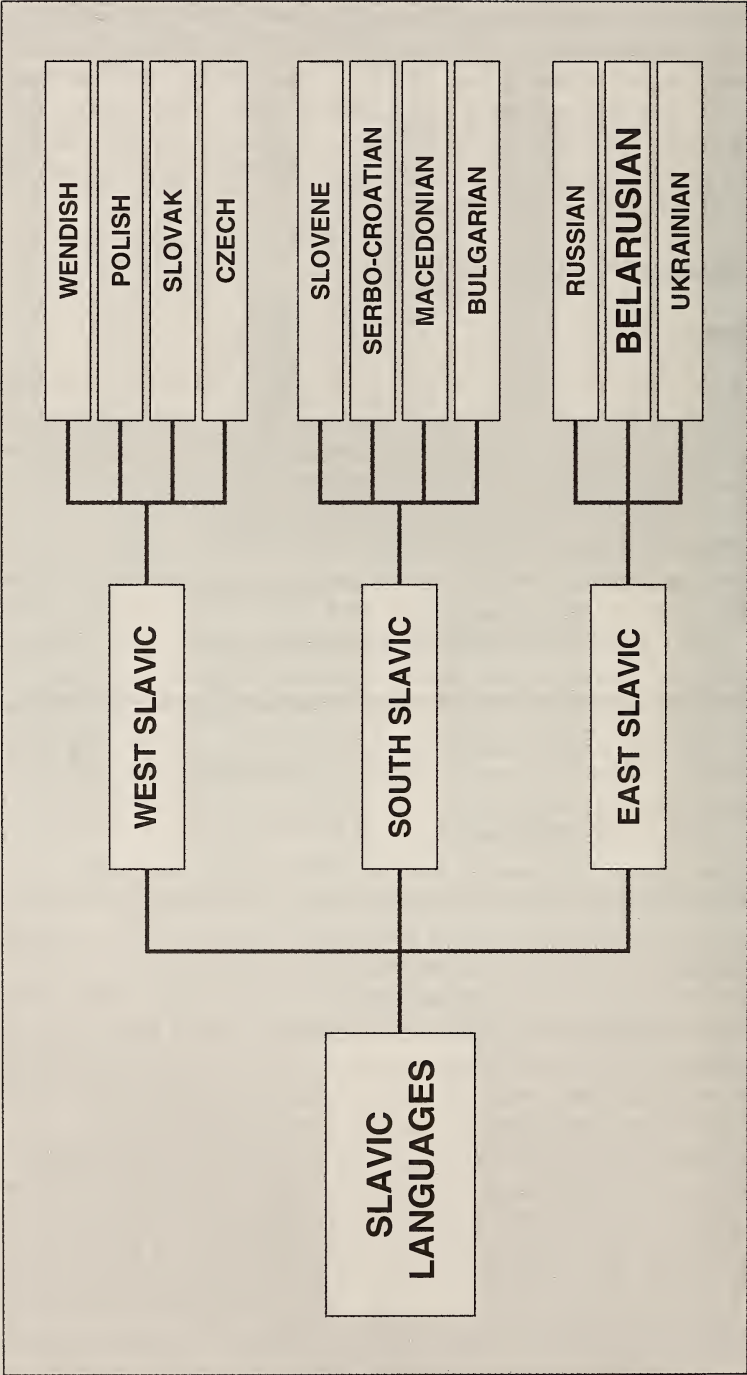 SLAVIC
LANGUAGES
WEST SLAVIC
WENDISH
POLISH
SLOVAK
CZECH
SOUTH SLAVIC
SLOVENE
SERBO-CROATIAN
MACEDONIAN
BULGARIAN
EAST SLAVIC
RUSSIAN
BELARUSIAN
UKRAINIAN